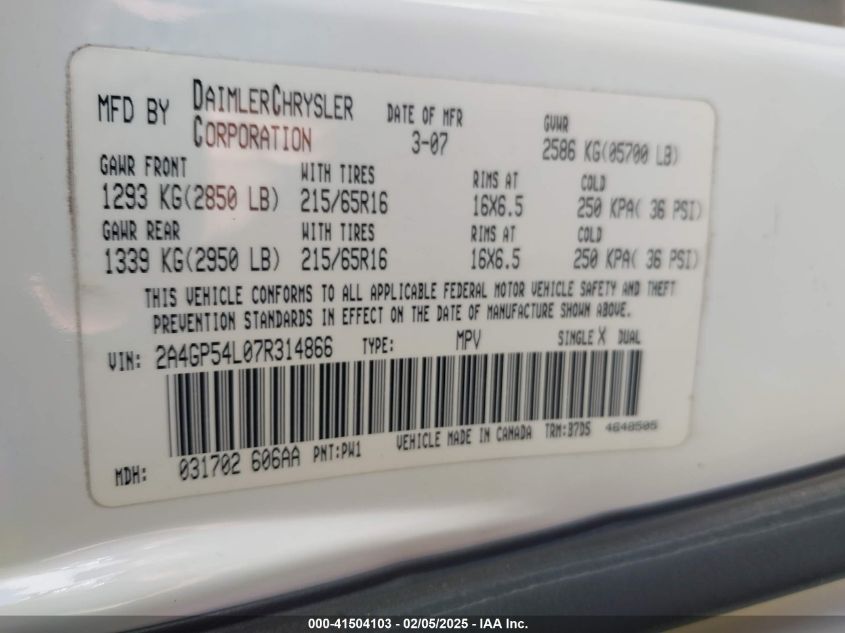 MFD BY DAIMLERCHRYSLER CORPORATION DATE OF MFR 3-07 GVWR 2586 KG(05700 LB)
GAWR FRONT WITH TIRES RIMS AT COLD
1293 KG(2850 LB) 215/65R16 16X6.5 250 KPA( 36 PSI)
GAWR REAR WITH TIRES RIMS AT COLD
1339 KG(2950 LB) 215/65R16 16X6.5 250 KPA( 36 PSI)
THIS VEHICLE CONFORMS TO ALL APPLICABLE FEDERAL MOTOR VEHICLE SAFETY AND THEFT
PREVENTION STANDARDS IN EFFECT ON THE DATE OF MANUFACTURE SHOWN ABOVE.
VIN: 2A4GP54L07R314866 TYPE: MPV SINGLE X DUAL
MDH: 031702 606AA PNT:PW1 VEHICLE MADE IN CANADA TRM:B7D5 4648505
000-41504103 - 02/05/2025 - IAA Inc.